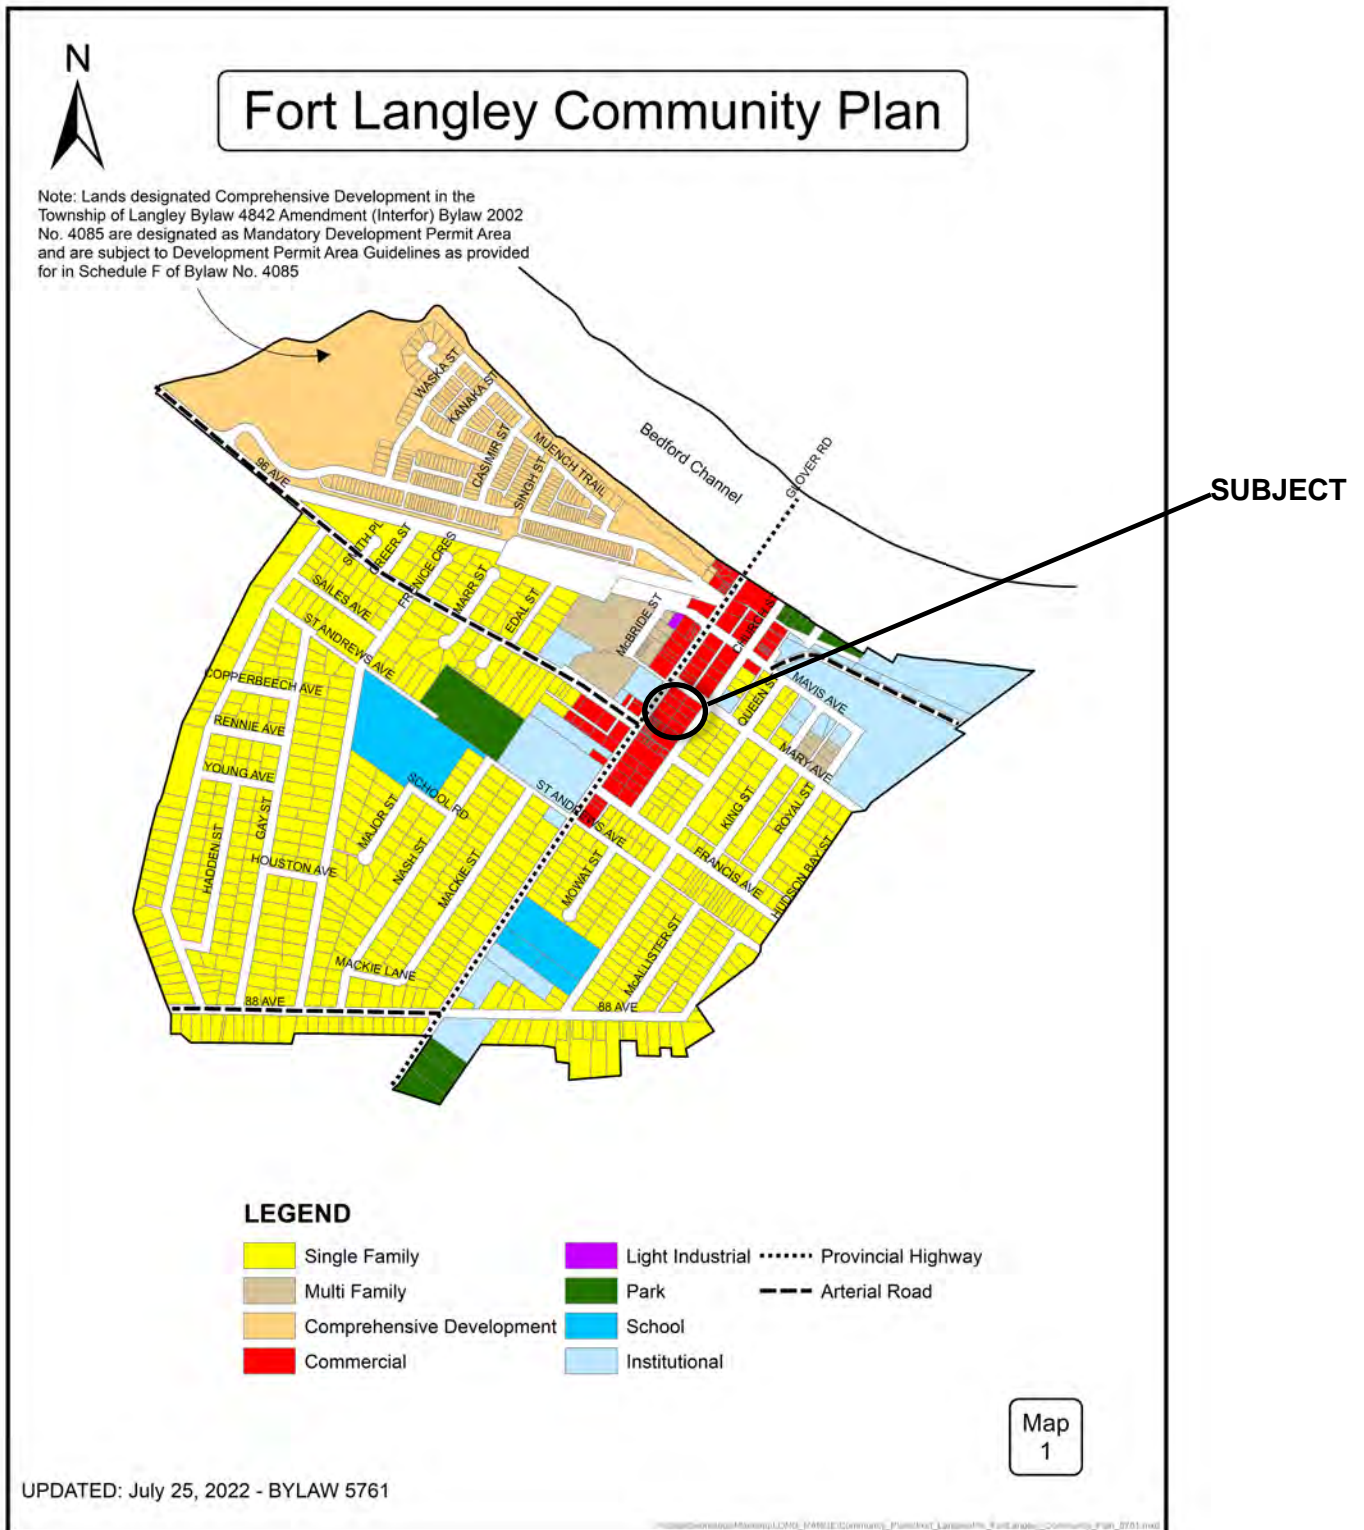 N
Fort Langley Community Plan
Note: Lands designated Comprehensive Development in the
Township of Langley Bylaw 4842 Amendment (Interfor) Bylaw 2002
No. 4085 are designated as Mandatory Development Permit Area
and are subject to Development Permit Area Guidelines as provided
for in Schedule F of Bylaw No. 4085
WASKA ST
KANAKA ST
CASIMIR ST
SINGH ST
MUENCH TRAIL
Bedford Channel
GLOVER RD
SUBJECT
96 AVE
SMITH PL
GREER ST
FRENICE CRES
MARR ST
EDAL ST
McBRIDE ST
CHURCH ST
SAILES AVE
ST ANDREWS AVE
COPPERBEECH AVE
RENNIE AVE
YOUNG AVE
QUEEN ST
MAVIS AVE
MARY AVE
SCHOOL RD
ST ANDREWS AVE
KING ST
ROYAL ST
HADDEN ST
GAY ST
MAJOR ST
NASH ST
HOUSTON AVE
MACKIE ST
MOWAT ST
FRANCIS AVE
HUDSON BAY ST
McALLISTER ST
MACKIE LANE
88 AVE
88 AVE
LEGEND
Single Family
Light Industrial
Provincial Highway
Multi Family
Park
Arterial Road
Comprehensive Development
School
Commercial
Institutional
Map
1
UPDATED: July 25, 2022 - BYLAW 5761